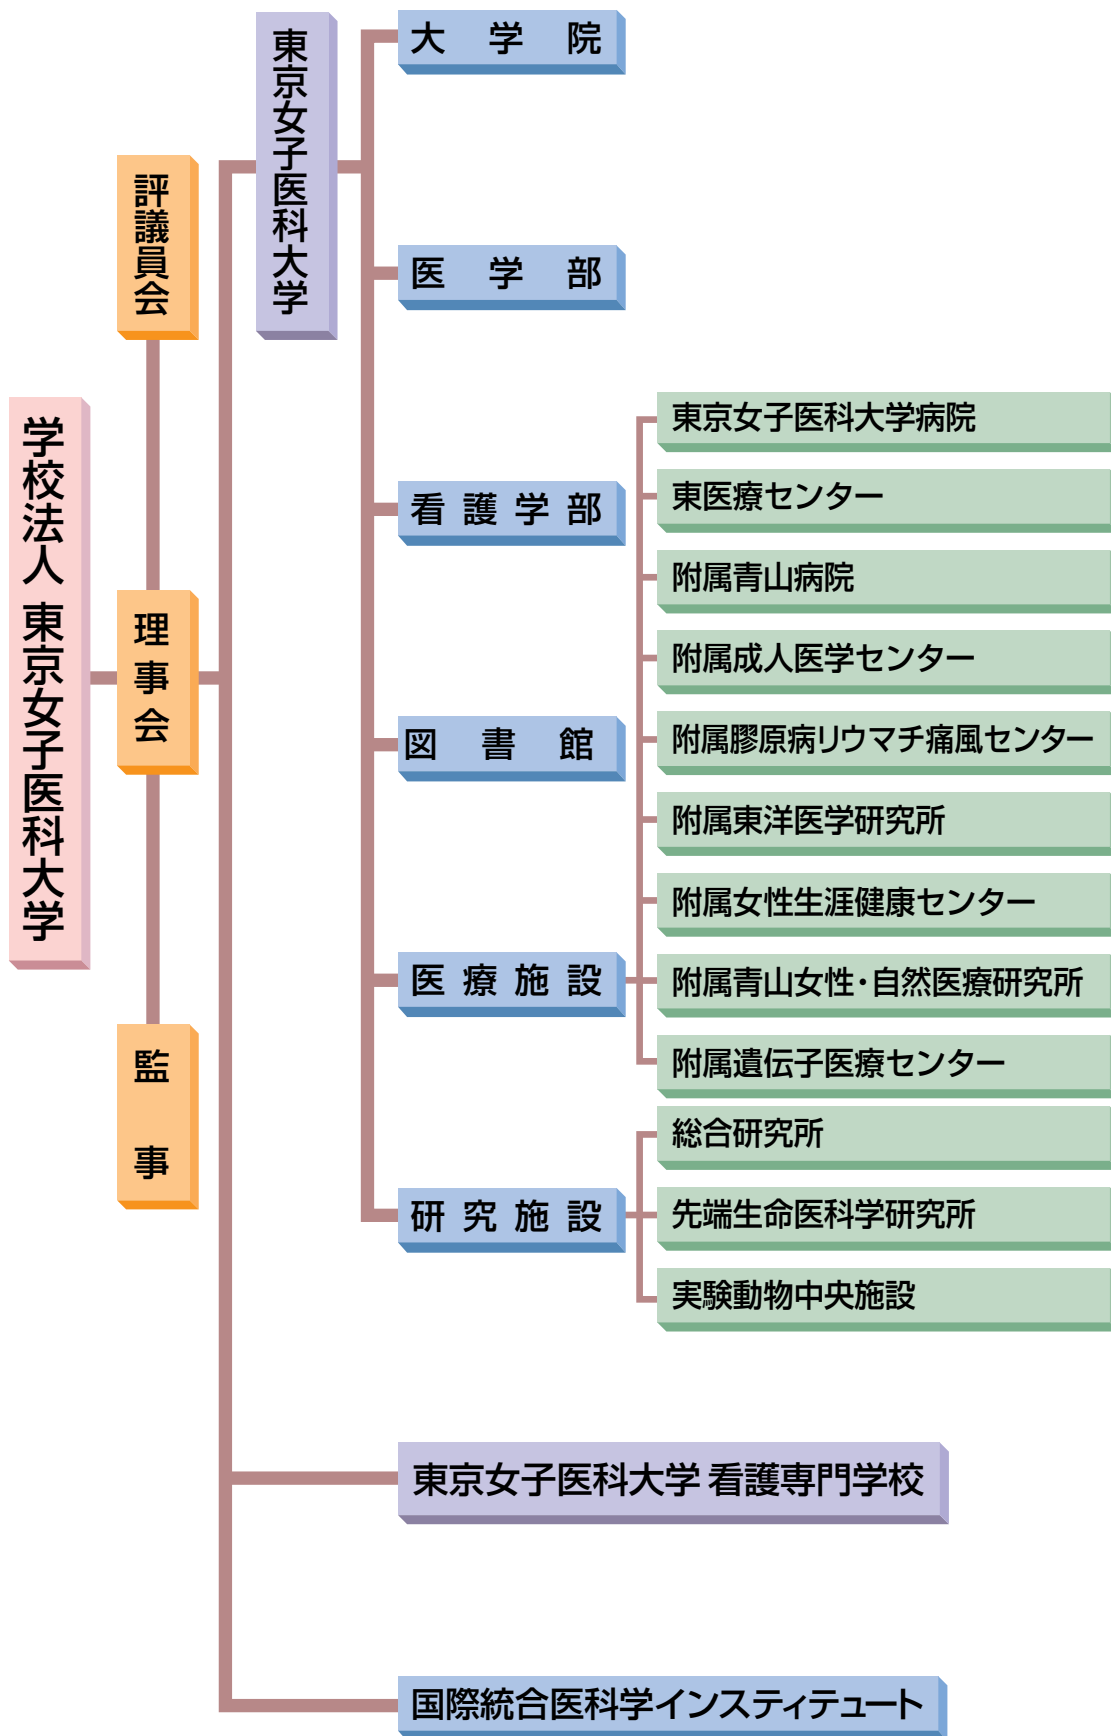 学校法人 東京女子医科大学
評議員会
理事会
監事
東京女子医科大学
大学院
医学部
看護学部
図書館
医療施設
東京女子医科大学病院
東医療センター
附属青山病院
附属成人医学センター
附属膠原病リウマチ痛風センター
附属東洋医学研究所
附属女性生涯健康センター
附属青山女性・自然医療研究所
附属遺伝子医療センター
研究施設
総合研究所
先端生命医科学研究所
実験動物中央施設
東京女子医科大学 看護専門学校
国際統合医科学インスティテュート